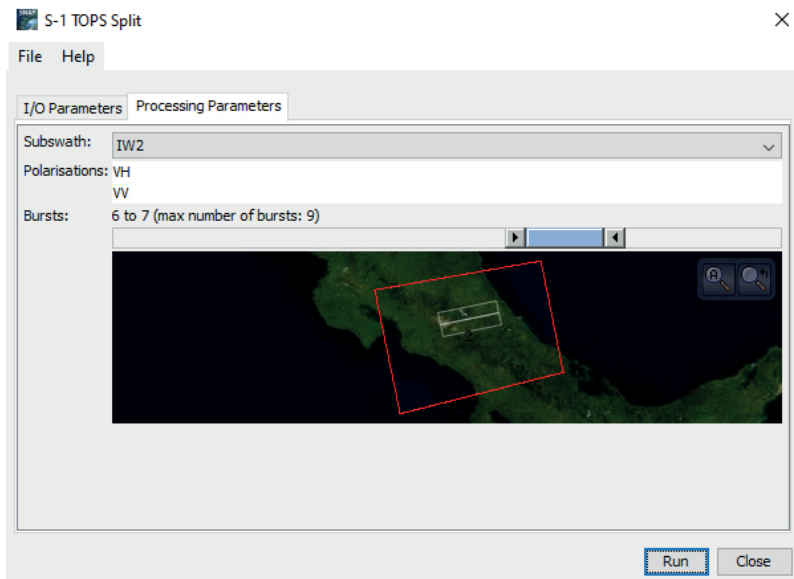 SNAP
S-1 TOPS Split
File Help
I/O Parameters Processing Parameters
Subswath: IW2
Polarisations: VH
VV
Bursts: 6 to 7 (max number of bursts: 9)
Run Close